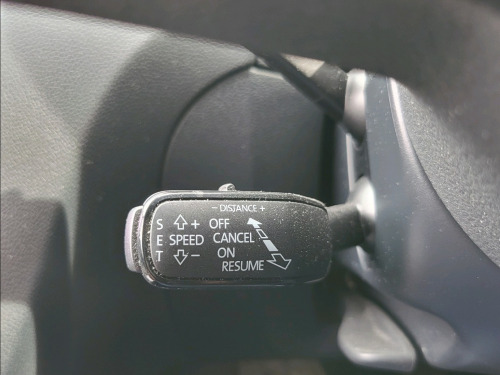 - DISTANCE +
S + OFF
E SPEED CANCEL
T - ON
RESUME